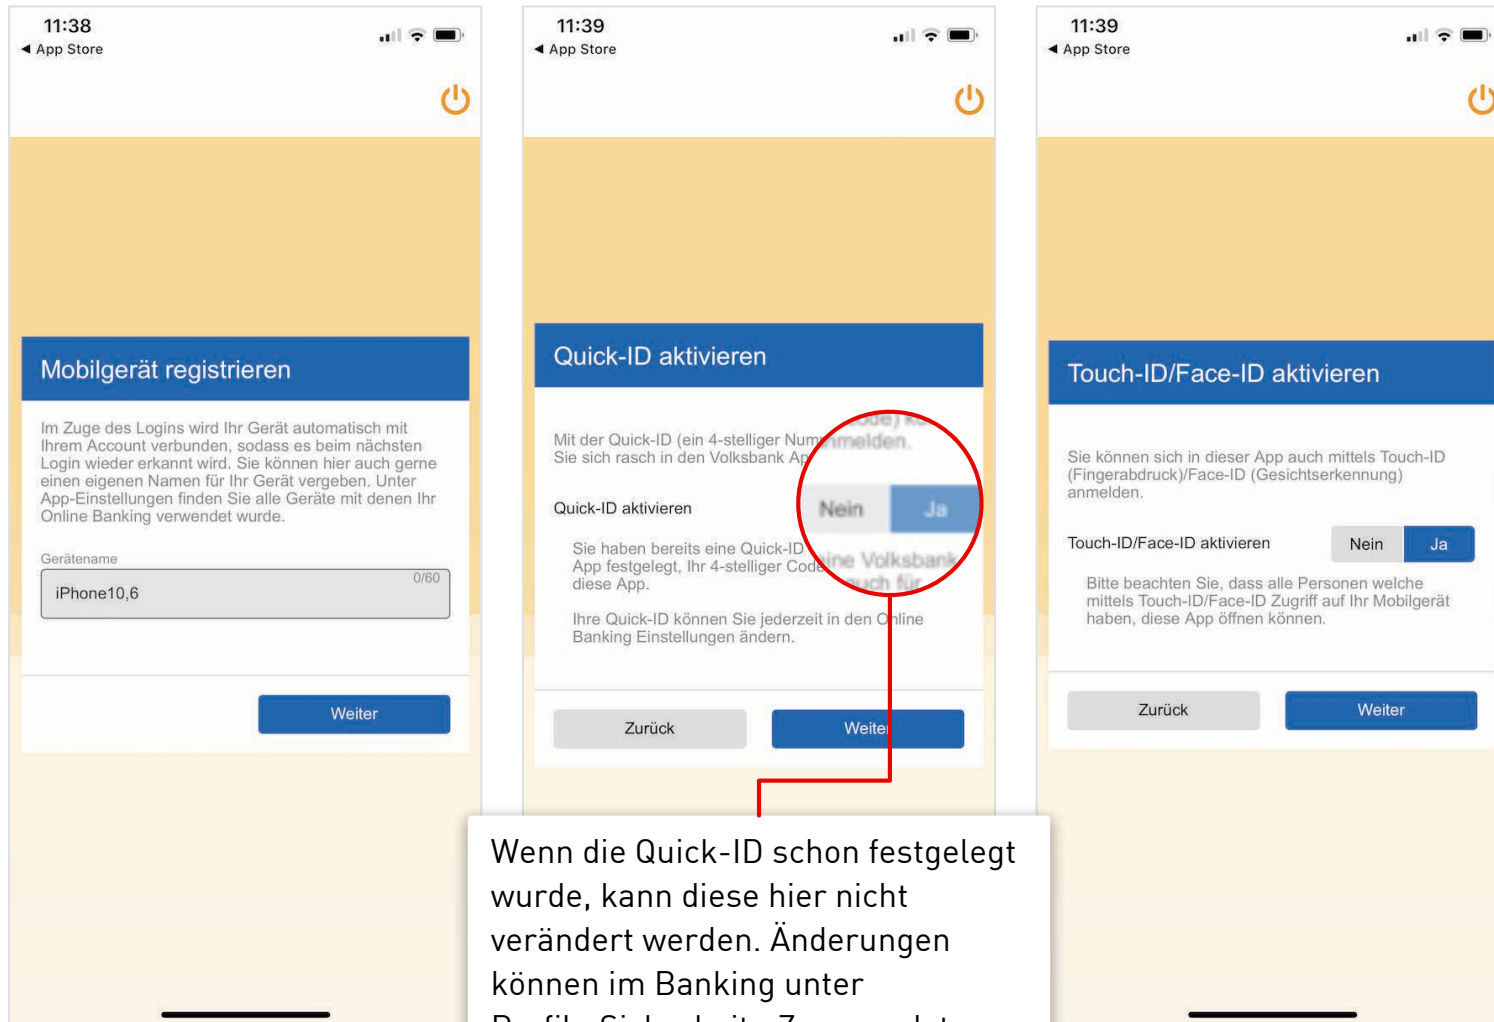 11:38
◀ App Store
Mobilgerät registrieren
Im Zuge des Logins wird Ihr Gerät automatisch mit
Ihrem Account verbunden, sodass es beim nächsten
Login wieder erkannt wird. Sie können hier auch gerne
einen eigenen Namen für Ihr Gerät vergeben. Unter
App-Einstellungen finden Sie alle Geräte mit denen Ihr
Online Banking verwendet wurde.
Gerätename
0/60
iPhone10,6
Weiter
11:39
◀ App Store
Quick-ID aktivieren
Mit der Quick-ID (ein 4-stelliger
Sie sich rasch in den Volksbank
Quick-ID aktivieren
Nein Ja
Sie haben bereits eine Quick-ID
App festgelegt, Ihr 4-stelliger Code
diese App.
Volksbank
auch für
Ihre Quick-ID können Sie jederzeit in den Online
Banking Einstellungen ändern.
Zurück Weiter
Wenn die Quick-ID schon festgelegt
wurde, kann diese hier nicht
verändert werden. Änderungen
können im Banking unter
11:39
◀ App Store
Touch-ID/Face-ID aktivieren
Sie können sich in dieser App auch mittels Touch-ID
(Fingerabdruck)/Face-ID (Gesichtserkennung)
anmelden.
Touch-ID/Face-ID aktivieren Nein Ja
Bitte beachten Sie, dass alle Personen welche
mittels Touch-ID/Face-ID Zugriff auf Ihr Mobilgerät
haben, diese App öffnen können.
Zurück Weiter